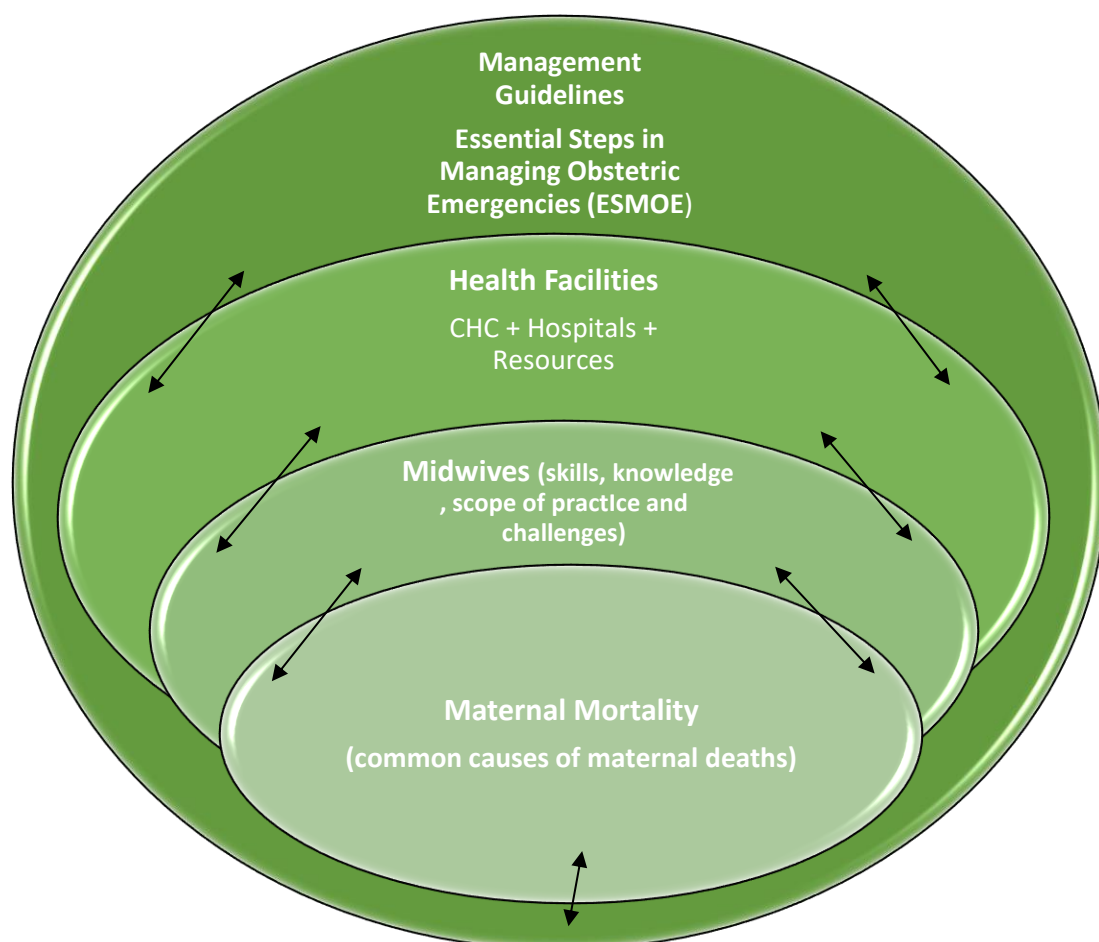 Management
Guidelines
Essential Steps in
Managing Obstetric
Emergencies (ESMOE)
Health Facilities
CHC + Hospitals +
Resources
Midwives (skills, knowledge
, scope of practIce and
challenges)
Maternal Mortality
(common causes of maternal deaths)